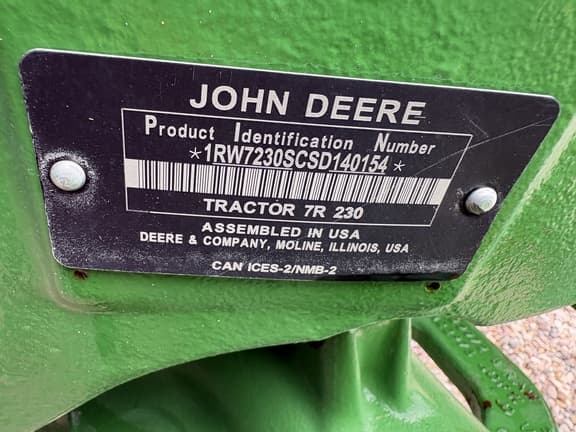 JOHN DEERE
Product Identification Number
*1RW7230SCSD140154*
TRACTOR 7R 230
ASSEMBLED IN USA
DEERE & COMPANY, MOLINE, ILLINOIS, USA
CAN ICES-2/NMB-2